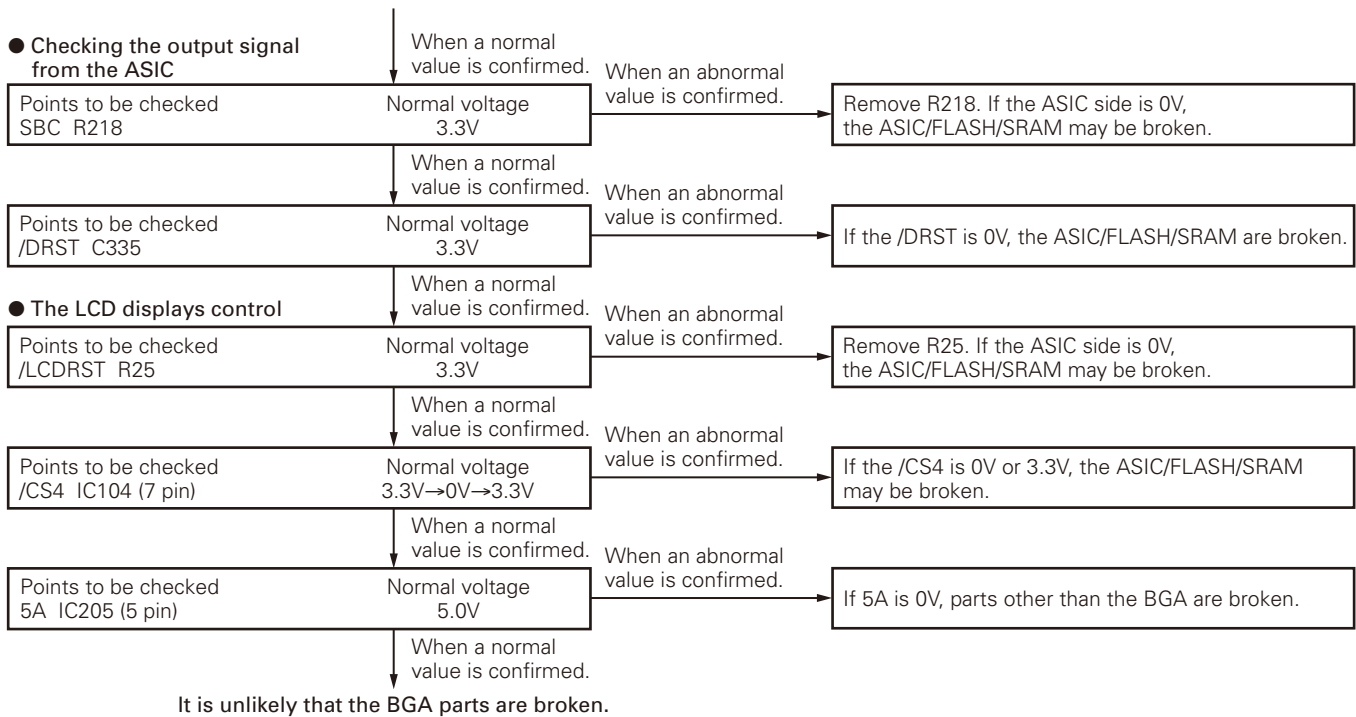 When a normal
value is confirmed.
● Checking the output signal
from the ASIC
When an abnormal
value is confirmed.
Points to be checked Normal voltage
SBC R218 3.3V
Remove R218. If the ASIC side is 0V,
the ASIC/FLASH/SRAM may be broken.
When a normal
value is confirmed.
When an abnormal
value is confirmed.
Points to be checked Normal voltage
/DRST C335 3.3V
If the /DRST is 0V, the ASIC/FLASH/SRAM are broken.
When a normal
value is confirmed.
● The LCD displays control
When an abnormal
value is confirmed.
Points to be checked Normal voltage
/LCDRST R25 3.3V
Remove R25. If the ASIC side is 0V,
the ASIC/FLASH/SRAM may be broken.
When a normal
value is confirmed.
When an abnormal
value is confirmed.
Points to be checked Normal voltage
/CS4 IC104 (7 pin) 3.3V→0V→3.3V
If the /CS4 is 0V or 3.3V, the ASIC/FLASH/SRAM
may be broken.
When a normal
value is confirmed.
When an abnormal
value is confirmed.
Points to be checked Normal voltage
5A IC205 (5 pin) 5.0V
If 5A is 0V, parts other than the BGA are broken.
When a normal
value is confirmed.
It is unlikely that the BGA parts are broken.